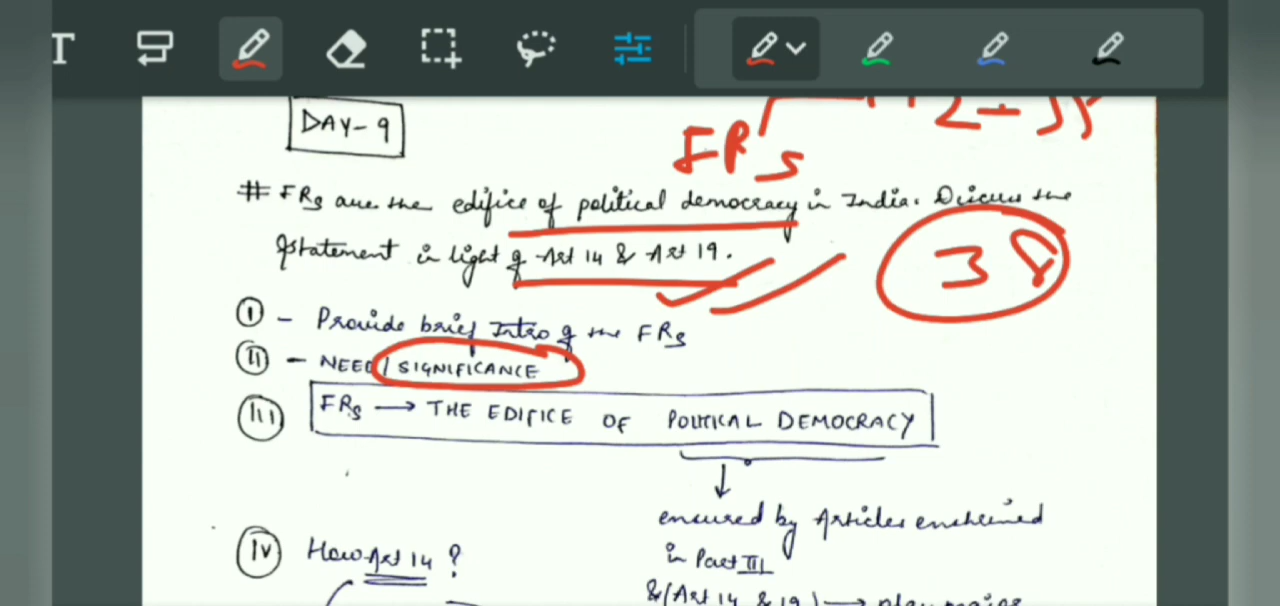 T
DAY-9
FRs
# FRs are the edifice of political democracy in India. Discuss the
statement in light of Art 14 & Art 19.
I - Provide brief Intro of the FRs
II - NEED/SIGNIFICANCE
III FRs → THE EDIFICE OF POLITICAL DEMOCRACY
ensured by Articles enshrined
in Part III
IV How Art 14 ?
&(Art 14 & 19) → play major